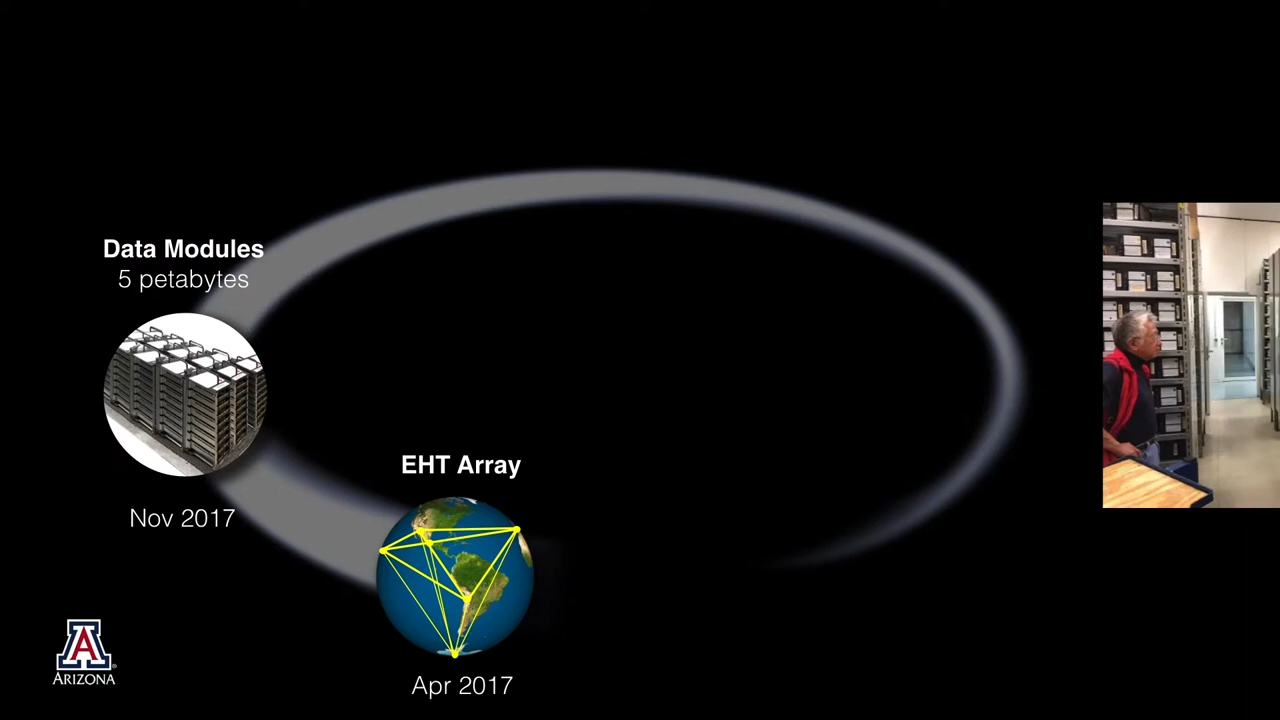 Data Modules
5 petabytes
Nov 2017
EHT Array
Apr 2017
A
ARIZONA